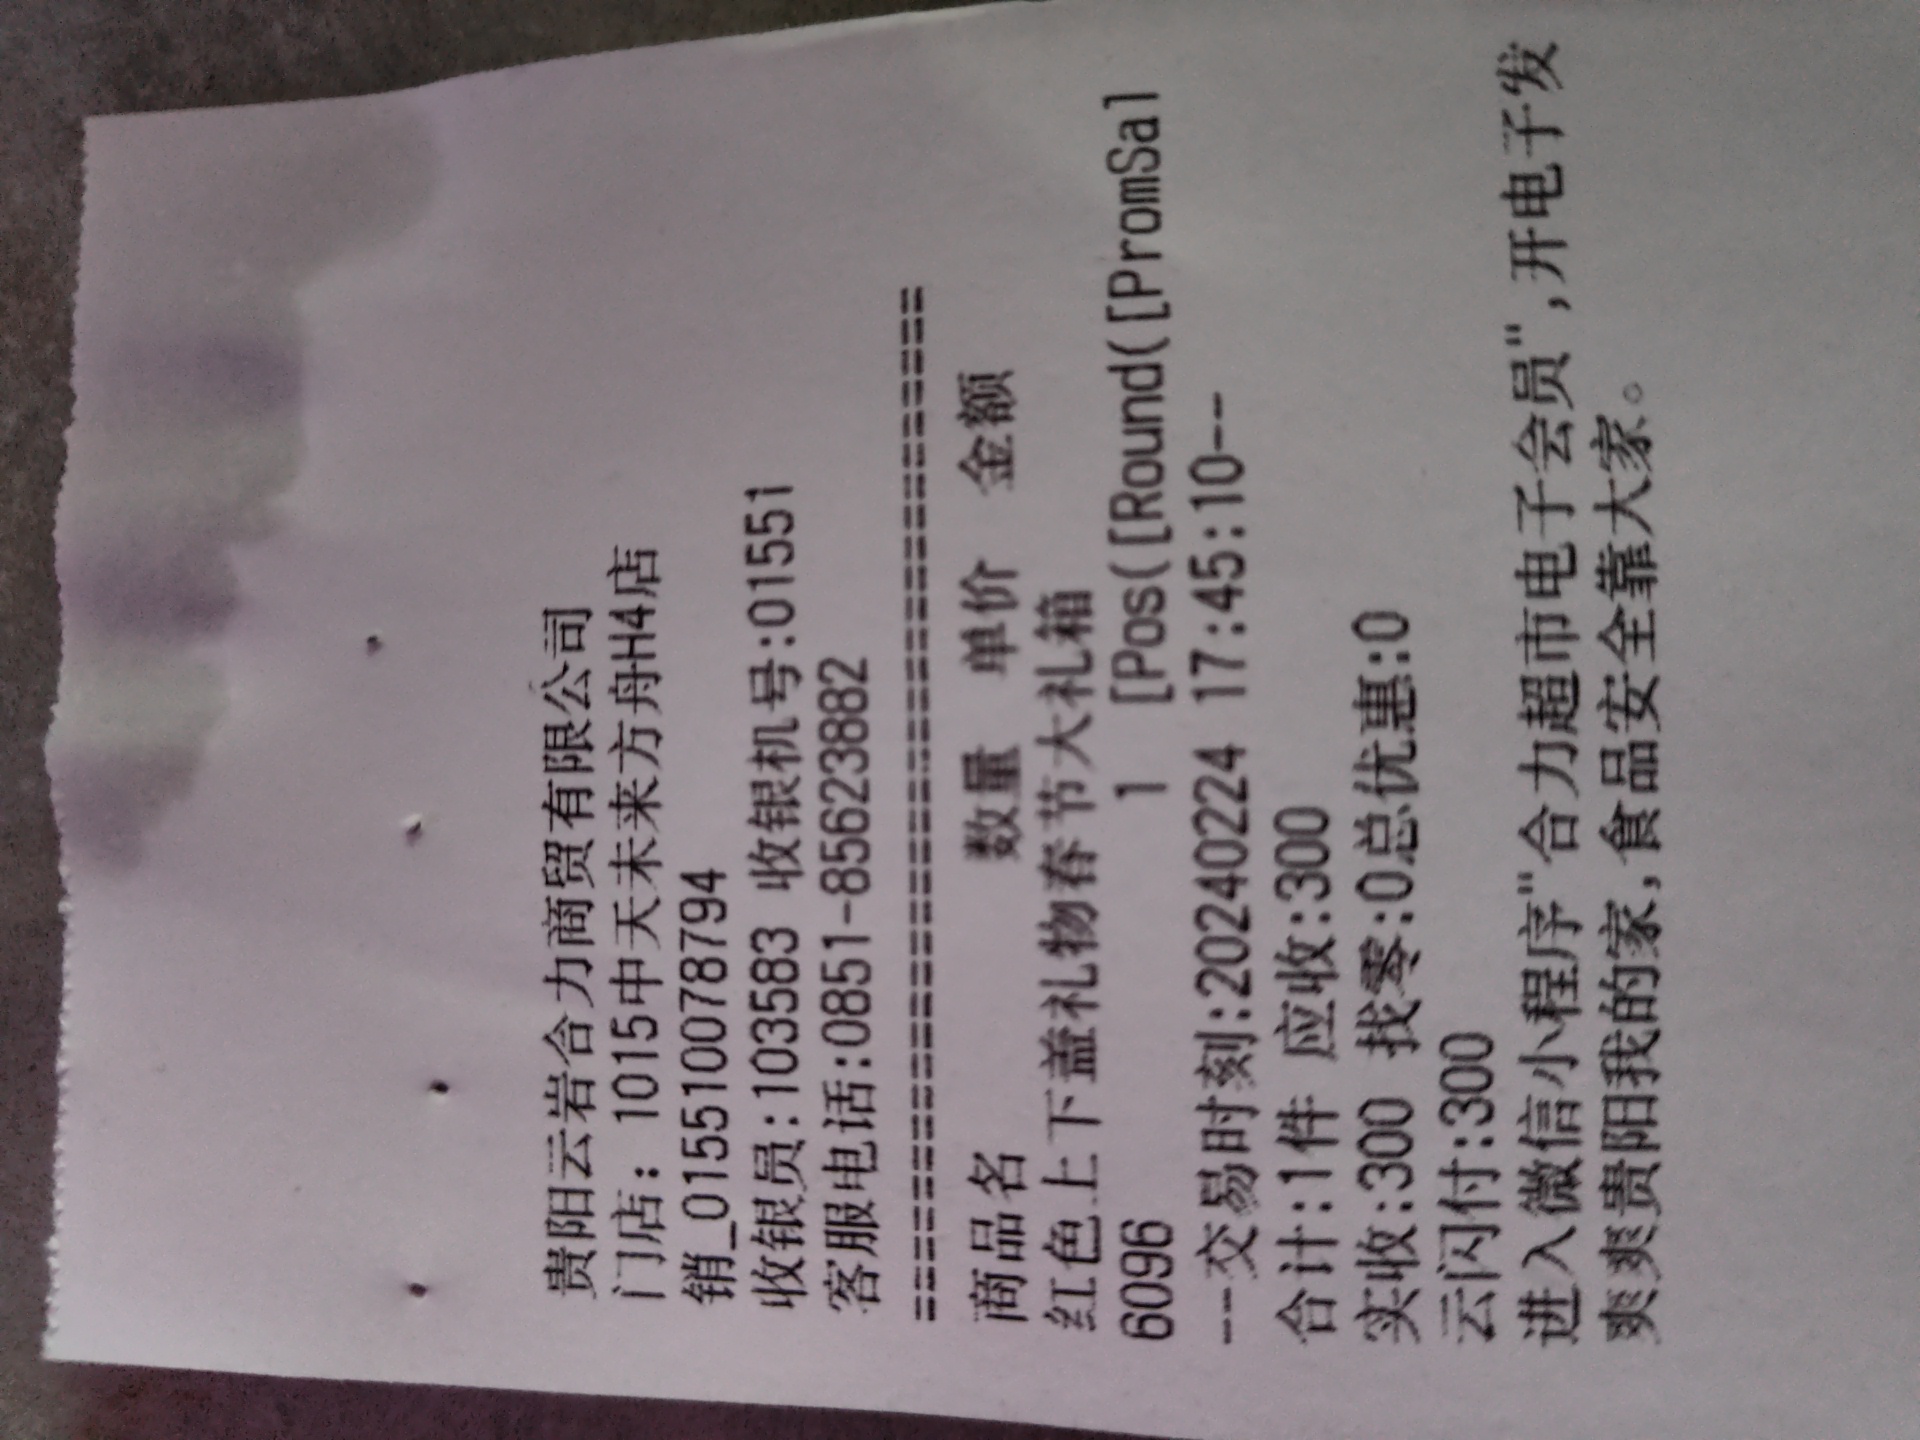 贵阳云岩合力商贸有限公司
门店: 1015中天未来方舟H4店
销_015510078794
收银员:103583 收银机号:01551
客服电话:0851-85623882
========================================
商品名 数量 单价 金额
红色上下盖礼物春节大礼箱
6096 1 [Pos([Round([PromSal
---交易时刻:20240224 17:45:10--
合计:1件 应收:300
实收:300 找零:0总优惠:0
云闪付:300
进入微信小程序"合力超市电子会员",开电子发
爽爽贵阳我的家,食品安全靠大家。